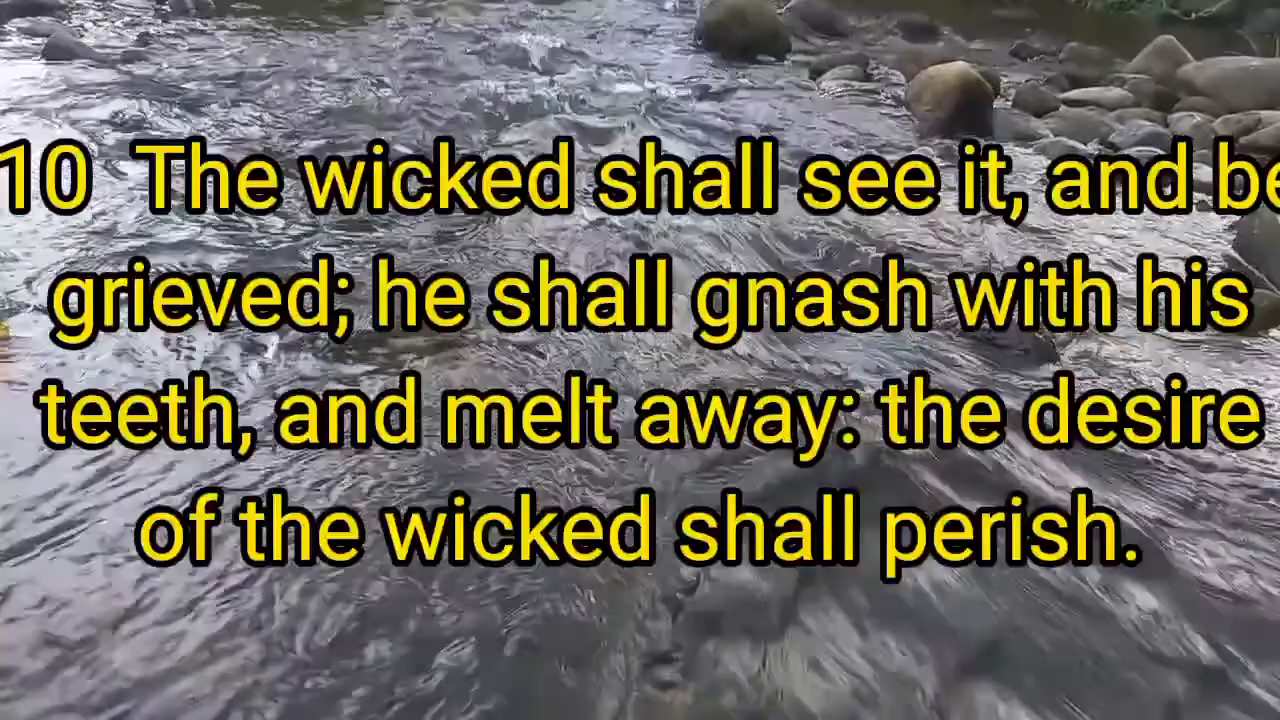 10 The wicked shall see it, and be
grieved; he shall gnash with his
teeth, and melt away: the desire
of the wicked shall perish.